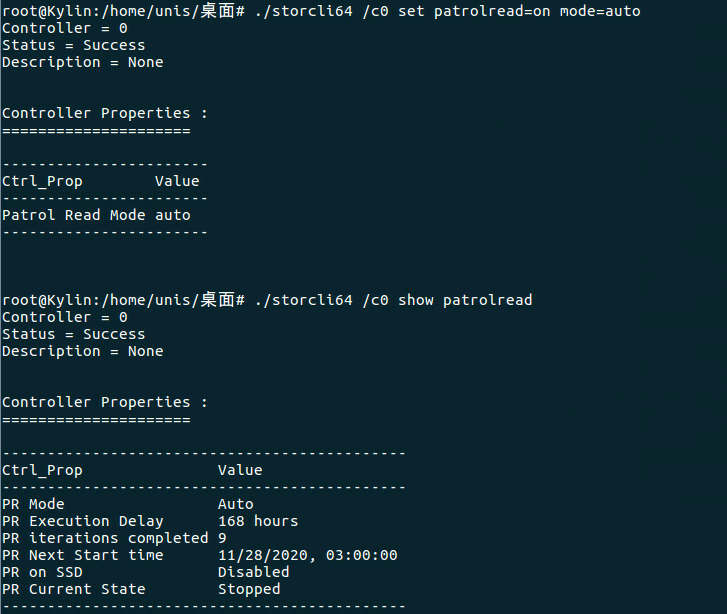 root@Kylin:/home/unis/桌面# ./storcli64 /c0 set patrolread=on mode=auto
Controller = 0
Status = Success
Description = None
Controller Properties :
=====================
-----------------------
Ctrl_Prop        Value
-----------------------
Patrol Read Mode auto
-----------------------
root@Kylin:/home/unis/桌面# ./storcli64 /c0 show patrolread
Controller = 0
Status = Success
Description = None
Controller Properties :
=====================
---------------------------------------------
Ctrl_Prop               Value
---------------------------------------------
PR Mode                 Auto
PR Execution Delay      168 hours
PR iterations completed 9
PR Next Start time      11/28/2020, 03:00:00
PR on SSD               Disabled
PR Current State        Stopped
---------------------------------------------